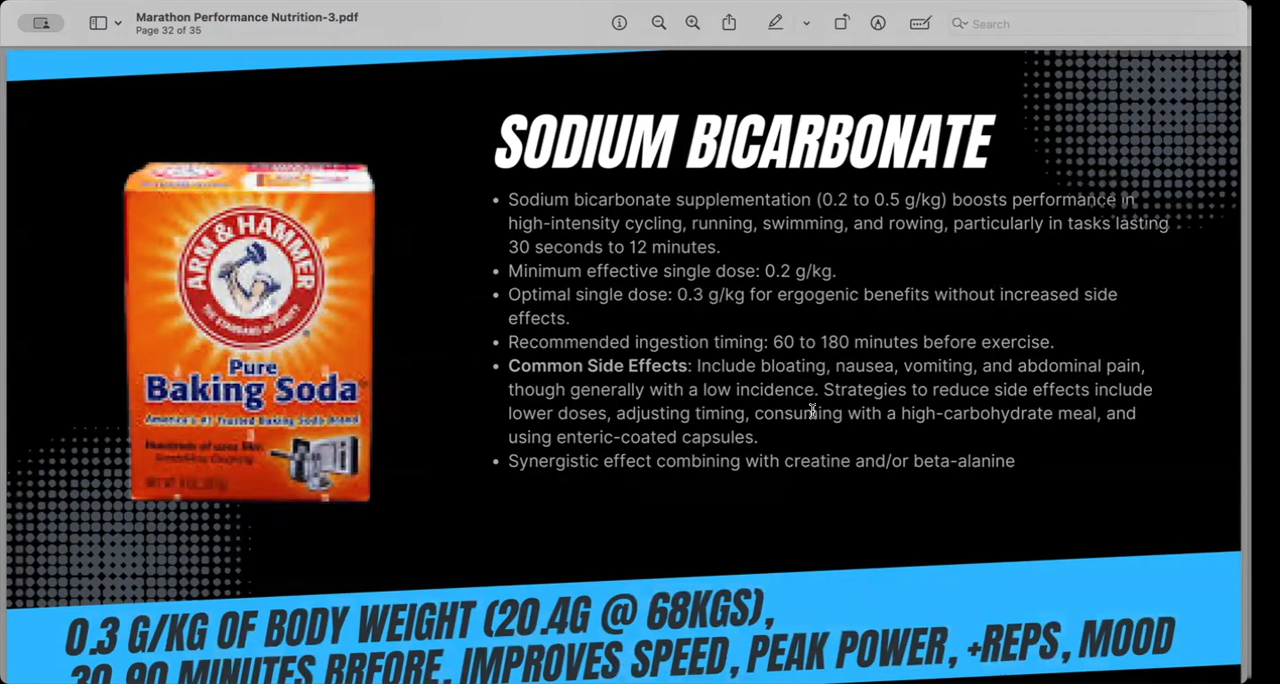 Marathon Performance Nutrition-3.pdf
Page 32 of 35
Search
SODIUM BICARBONATE
• Sodium bicarbonate supplementation (0.2 to 0.5 g/kg) boosts performance in
high-intensity cycling, running, swimming, and rowing, particularly in tasks lasting
30 seconds to 12 minutes.
• Minimum effective single dose: 0.2 g/kg.
• Optimal single dose: 0.3 g/kg for ergogenic benefits without increased side
effects.
• Recommended ingestion timing: 60 to 180 minutes before exercise.
• Common Side Effects: Include bloating, nausea, vomiting, and abdominal pain,
though generally with a low incidence. Strategies to reduce side effects include
lower doses, adjusting timing, consuming with a high-carbohydrate meal, and
using enteric-coated capsules.
• Synergistic effect combining with creatine and/or beta-alanine
ARM & HAMMER
THE STANDARD OF PURITY
Pure
Baking Soda
America's #1 Trusted Baking Soda Brand
0.3 G/KG OF BODY WEIGHT (20.4G @ 68KGS),
30-90 MINUTES BRFORE, IMPROVES SPEED, PEAK POWER, +REPS, MOOD